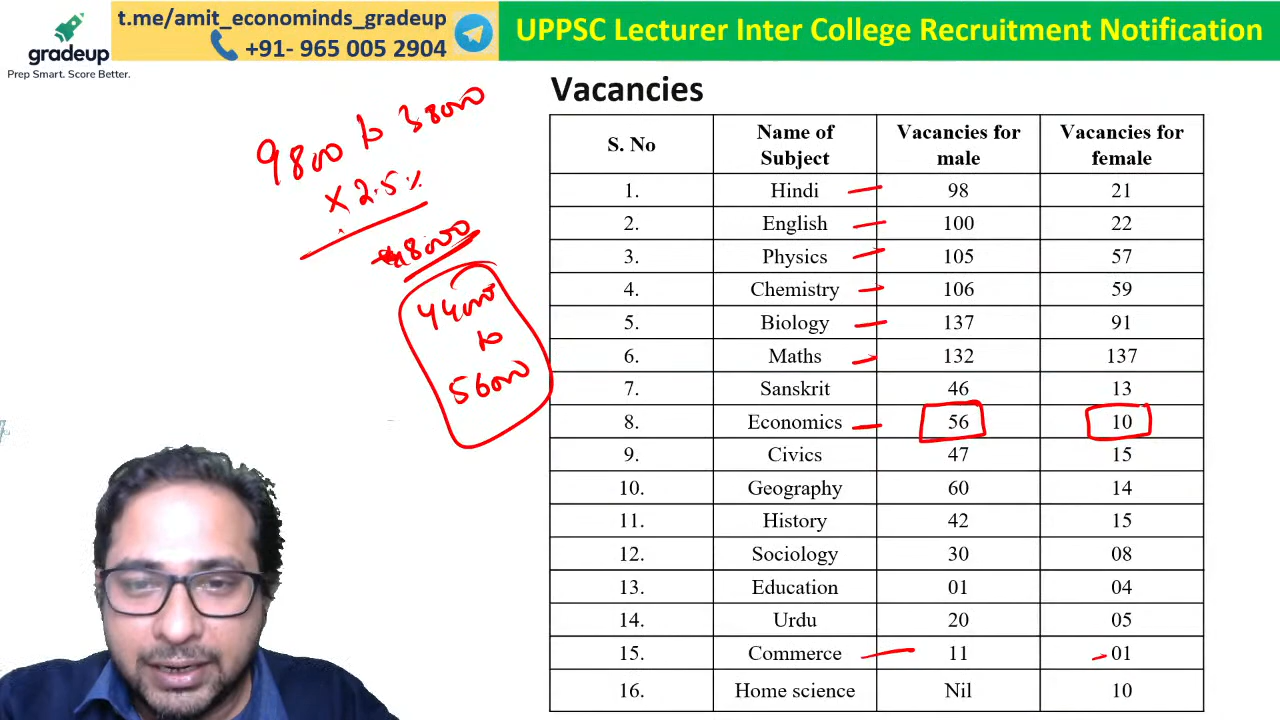 gradeup
Prep Smart. Score Better.
t.me/amit_econominds_gradeup
+91- 965 005 2904
UPPSC Lecturer Inter College Recruitment Notification
Vacancies
9800 to 38000
x 2.5 %
48000
44000
to
56000
S. No Name of Subject Vacancies for male Vacancies for female
1. Hindi 98 21
2. English 100 22
3. Physics 105 57
4. Chemistry 106 59
5. Biology 137 91
6. Maths 132 137
7. Sanskrit 46 13
8. Economics 56 10
9. Civics 47 15
10. Geography 60 14
11. History 42 15
12. Sociology 30 08
13. Education 01 04
14. Urdu 20 05
15. Commerce 11 01
16. Home science Nil 10